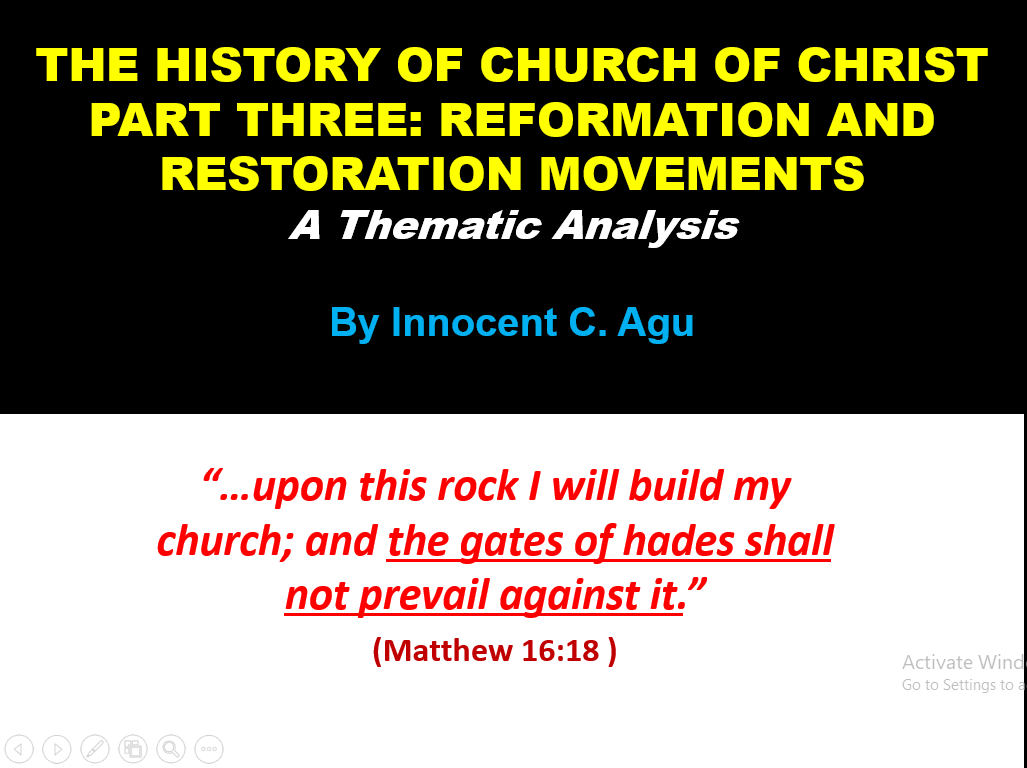 THE HISTORY OF CHURCH OF CHRIST
PART THREE: REFORMATION AND
RESTORATION MOVEMENTS
A Thematic Analysis
By Innocent C. Agu
“…upon this rock I will build my
church; and the gates of hades shall
not prevail against it.”
(Matthew 16:18 )
Activate Wind
Go to Settings to a